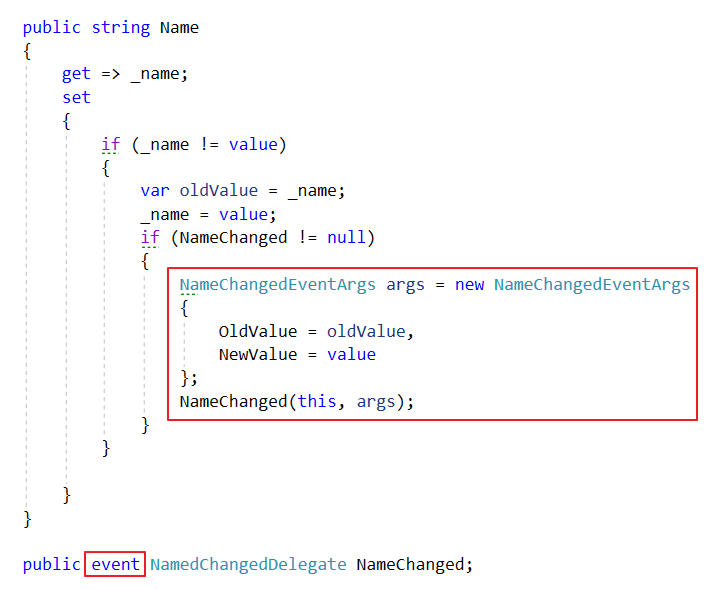 public string Name
{
    get => _name;
    set
    {
        if (_name != value)
        {
            var oldValue = _name;
            _name = value;
            if (NameChanged != null)
            {
                NameChangedEventArgs args = new NameChangedEventArgs
                {
                    OldValue = oldValue,
                    NewValue = value
                };
                NameChanged(this, args);
            }
        }
    }
}
public event NamedChangedDelegate NameChanged;